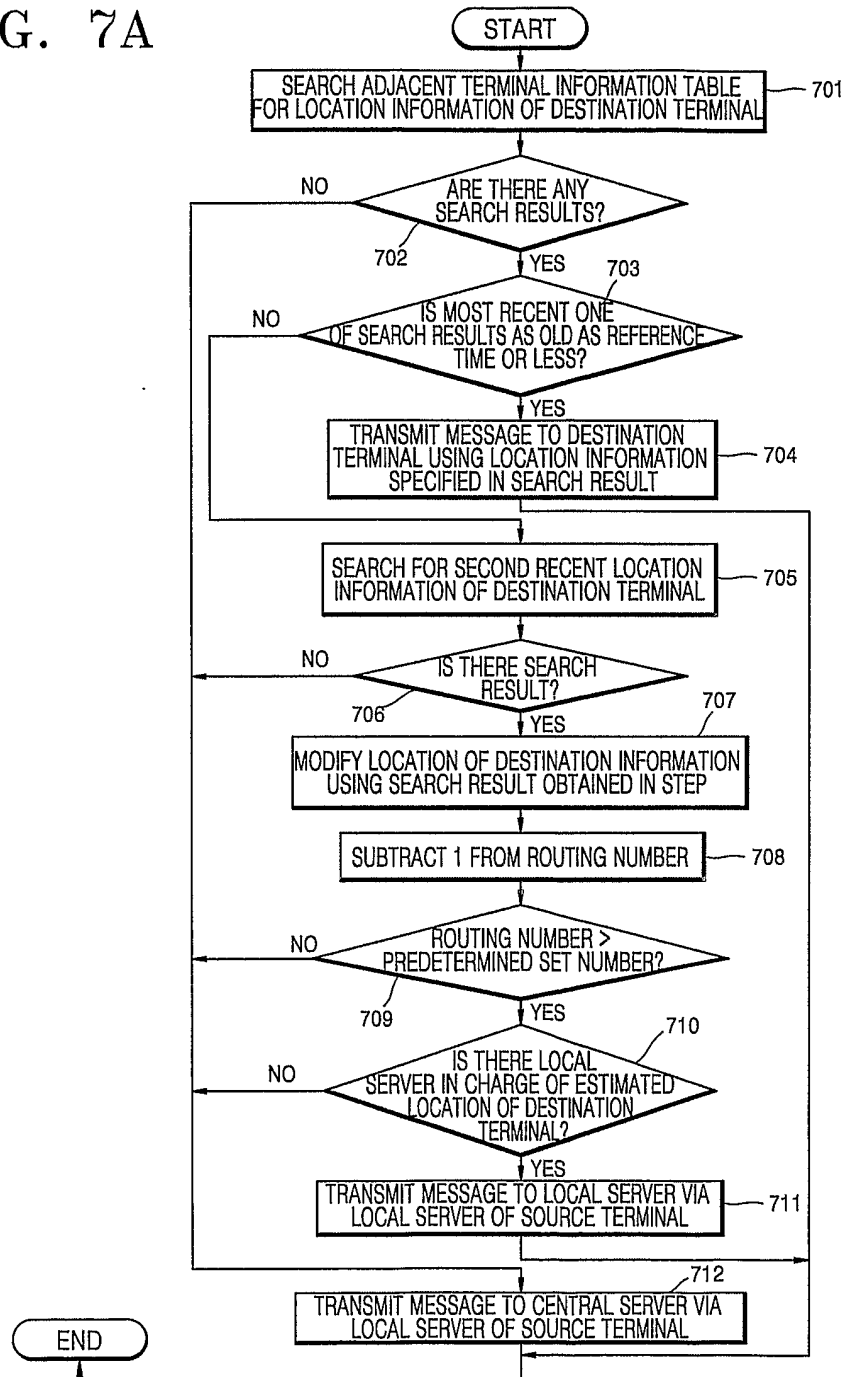 G. 7A
START
SEARCH ADJACENT TERMINAL INFORMATION TABLE
FOR LOCATION INFORMATION OF DESTINATION TERMINAL
701
NO
ARE THERE ANY
SEARCH RESULTS?
702
YES
703
NO
IS MOST RECENT ONE
OF SEARCH RESULTS AS OLD AS REFERENCE
TIME OR LESS?
YES
TRANSMIT MESSAGE TO DESTINATION
TERMINAL USING LOCATION INFORMATION
SPECIFIED IN SEARCH RESULT
704
SEARCH FOR SECOND RECENT LOCATION
INFORMATION OF DESTINATION TERMINAL
705
NO
IS THERE SEARCH
RESULT?
706
YES
707
MODIFY LOCATION OF DESTINATION INFORMATION
USING SEARCH RESULT OBTAINED IN STEP
SUBTRACT 1 FROM ROUTING NUMBER
708
NO
ROUTING NUMBER >
PREDETERMINED SET NUMBER?
709
YES
710
NO
IS THERE LOCAL
SERVER IN CHARGE OF ESTIMATED
LOCATION OF DESTINATION
TERMINAL?
YES
TRANSMIT MESSAGE TO LOCAL SERVER VIA
LOCAL SERVER OF SOURCE TERMINAL
711
712
TRANSMIT MESSAGE TO CENTRAL SERVER VIA
LOCAL SERVER OF SOURCE TERMINAL
END